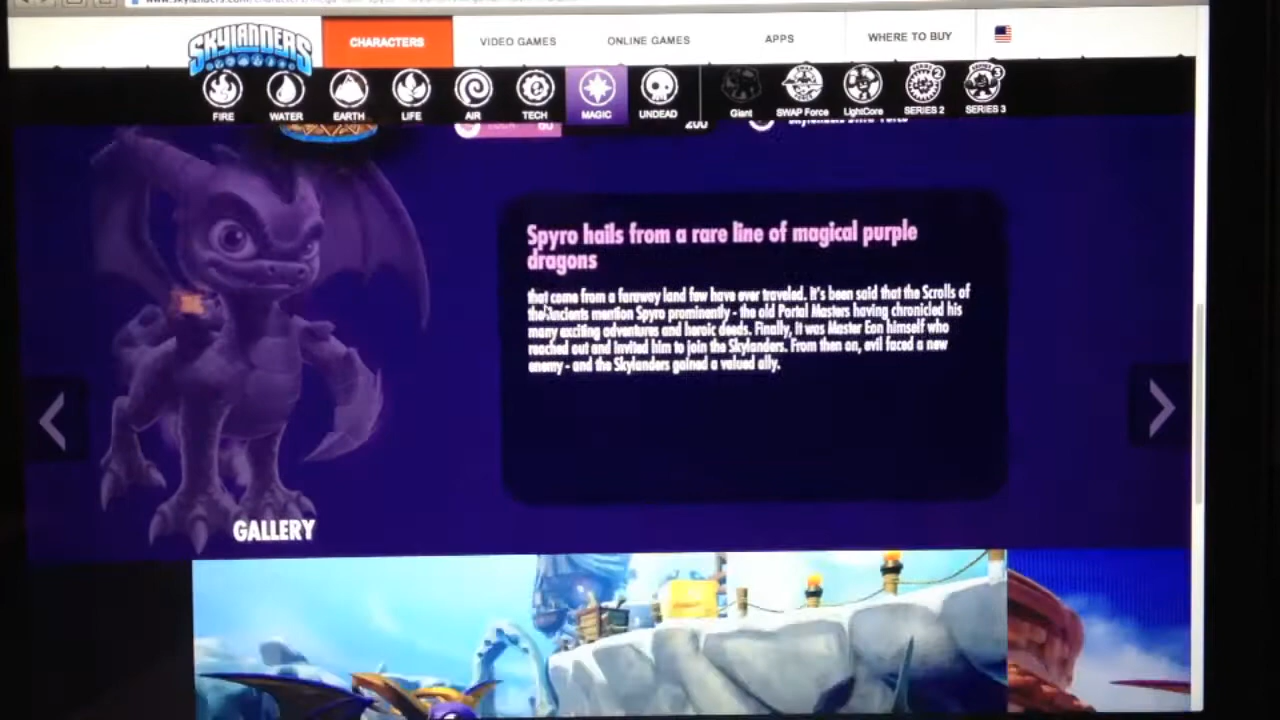 SKYLANDERS
CHARACTERS
VIDEO GAMES
ONLINE GAMES
APPS
WHERE TO BUY
FIRE
WATER
EARTH
LIFE
AIR
TECH
MAGIC
UNDEAD
Giant
SWAP Force
LightCore
SERIES 2
SERIES 3
200
Spyro hails from a rare line of magical purple
dragons
that come from a faraway land few have ever traveled. It's been said that the Scrolls of
the Ancients mention Spyro prominently - the old Portal Masters having chronicled his
many exciting adventures and heroic deeds. Finally, it was Master Eon himself who
reached out and invited him to join the Skylanders. From then on, evil faced a new
enemy - and the Skylanders gained a valued ally.
GALLERY